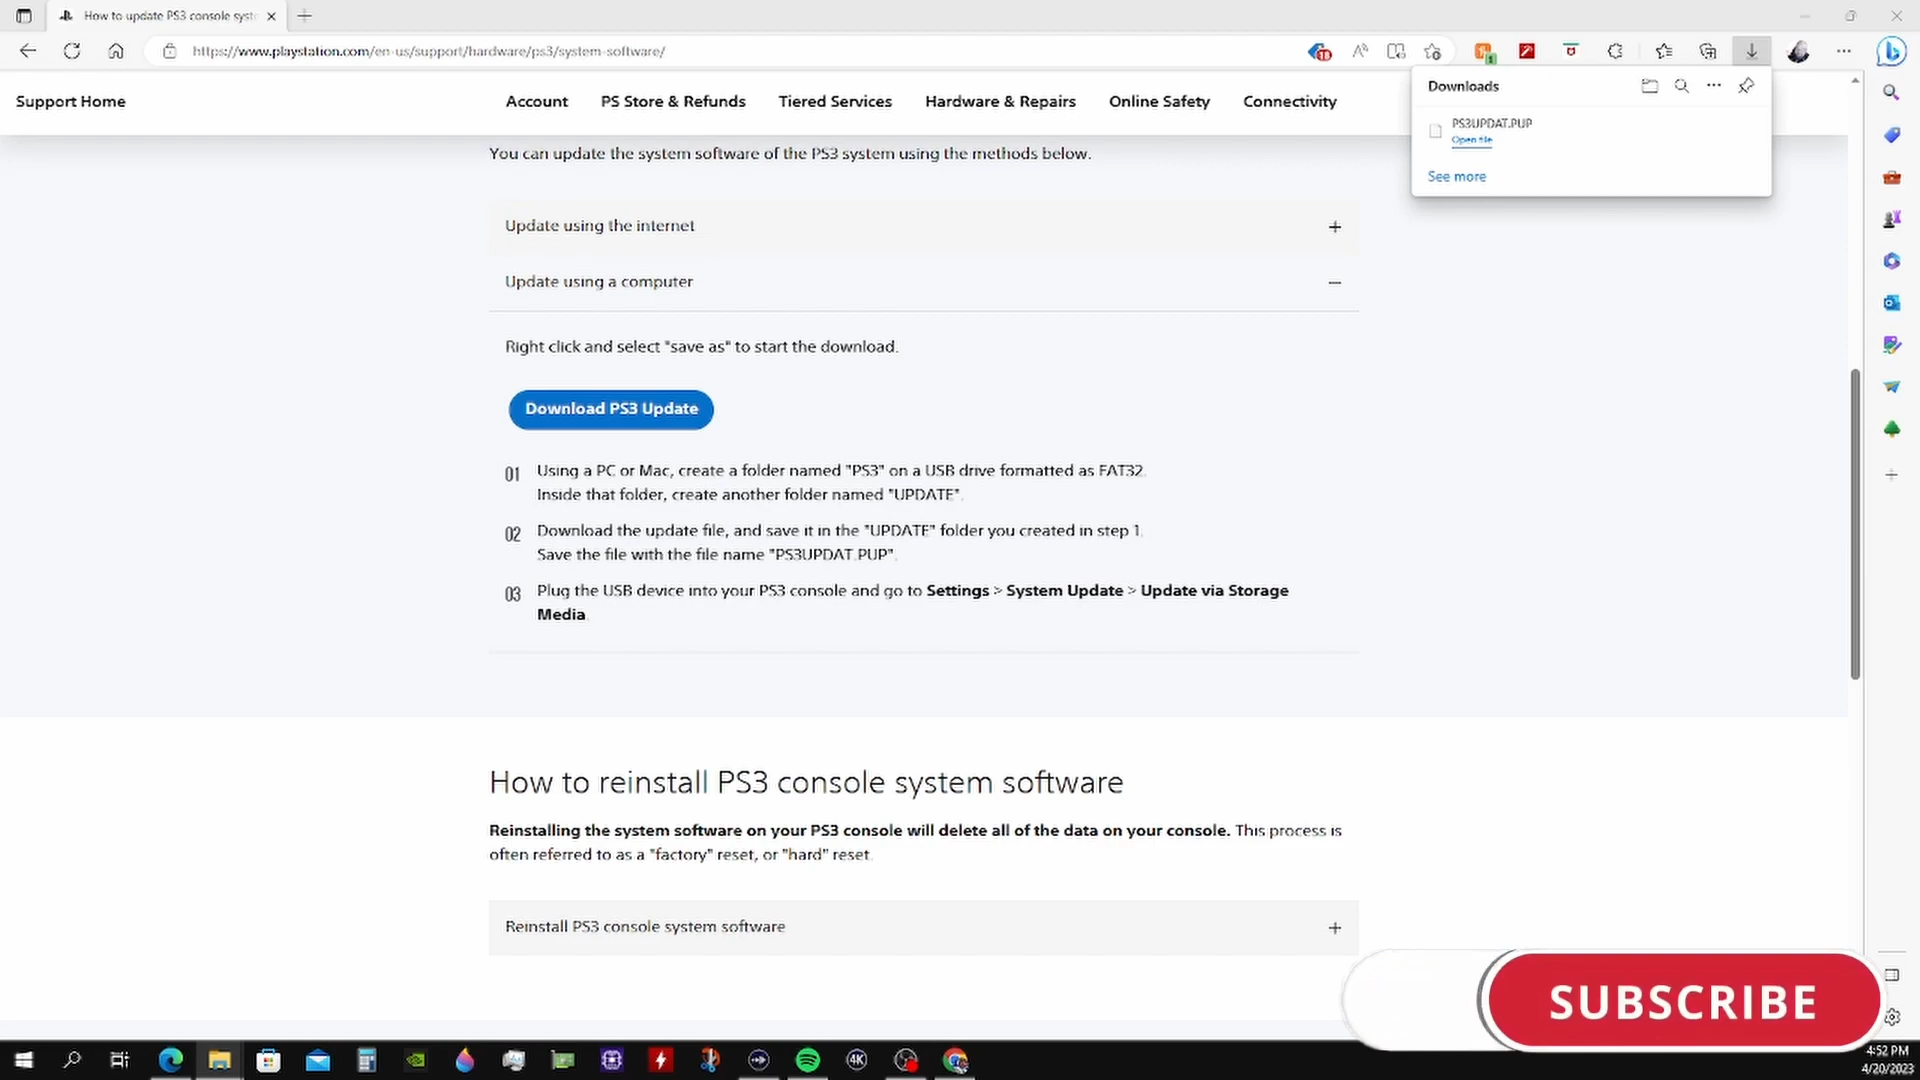 How to update PS3 console syst
https://www.playstation.com/en-us/support/hardware/ps3/system-software/
Support Home
Account
PS Store & Refunds
Tiered Services
Hardware & Repairs
Online Safety
Connectivity
Downloads
PS3UPDAT.PUP
Open file
See more
You can update the system software of the PS3 system using the methods below.
Update using the internet
Update using a computer
Right click and select "save as" to start the download.
Download PS3 Update
01 Using a PC or Mac, create a folder named "PS3" on a USB drive formatted as FAT32.
Inside that folder, create another folder named "UPDATE".
02 Download the update file, and save it in the "UPDATE" folder you created in step 1.
Save the file with the file name "PS3UPDAT.PUP".
03 Plug the USB device into your PS3 console and go to Settings > System Update > Update via Storage
Media.
How to reinstall PS3 console system software
Reinstalling the system software on your PS3 console will delete all of the data on your console. This process is
often referred to as a "factory" reset, or "hard" reset.
Reinstall PS3 console system software
SUBSCRIBE
4K
4:52 PM
4/20/2023